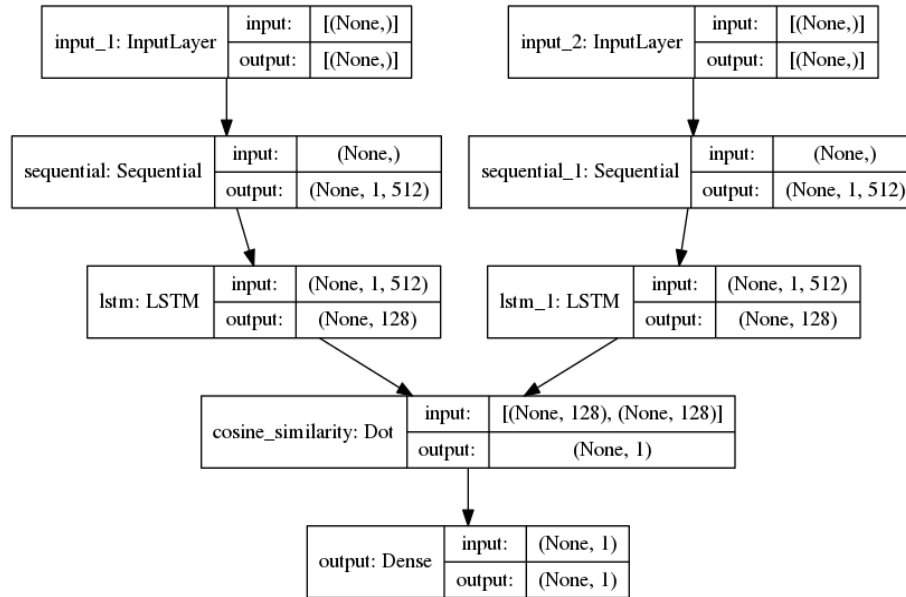 input_1: InputLayer
input: [(None,)]
output: [(None,)]
input_2: InputLayer
input: [(None,)]
output: [(None,)]
sequential: Sequential
input: (None,)
output: (None, 1, 512)
sequential_1: Sequential
input: (None,)
output: (None, 1, 512)
lstm: LSTM
input: (None, 1, 512)
output: (None, 128)
lstm_1: LSTM
input: (None, 1, 512)
output: (None, 128)
cosine_similarity: Dot
input: [(None, 128), (None, 128)]
output: (None, 1)
output: Dense
input: (None, 1)
output: (None, 1)